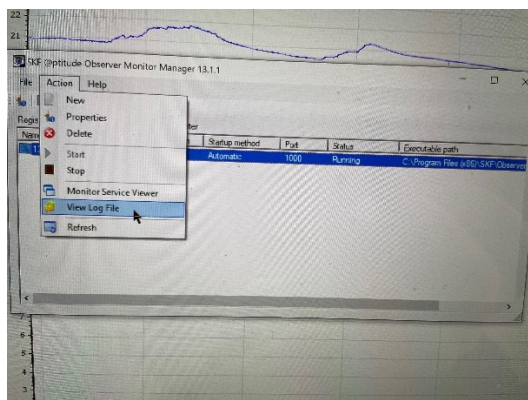 22
21
SKF @ptitude Observer Monitor Manager 13.1.1
File Action Help
New
Properties
Delete
Start
Stop
Monitor Service Viewer
View Log File
Refresh
Startup method Port Status Executable path
Automatic 1000 Running C:\Program Files (x86)\SKF\Observer
6
5
4
3